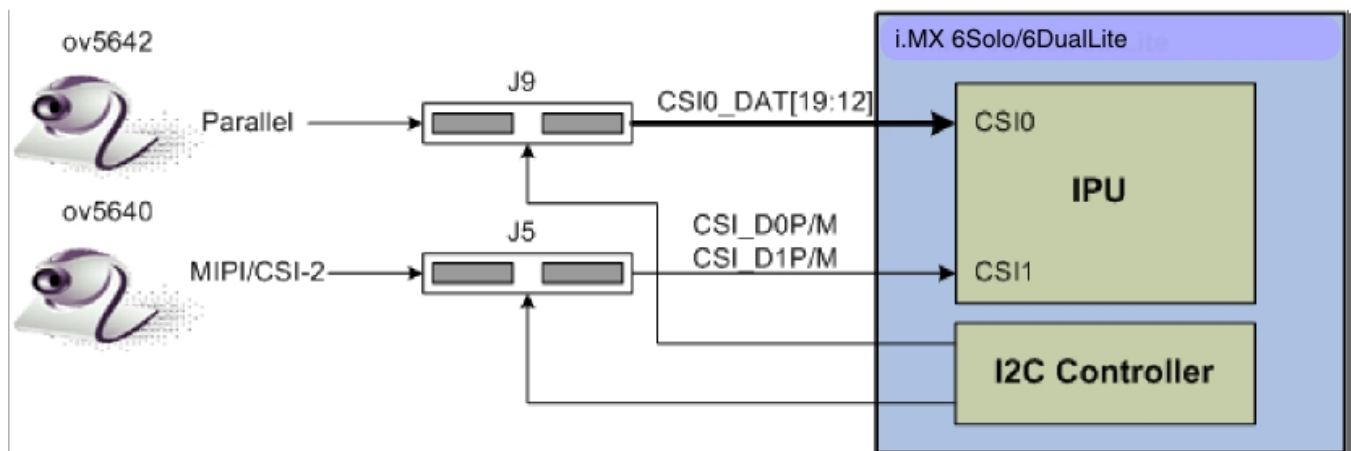 ov5642
i.MX 6Solo/6DualLite
J9
Parallel
CSI0_DAT[19:12]
CSI0
IPU
ov5640
J5
CSI_D0P/M
MIPI/CSI-2
CSI_D1P/M
CSI1
I2C Controller